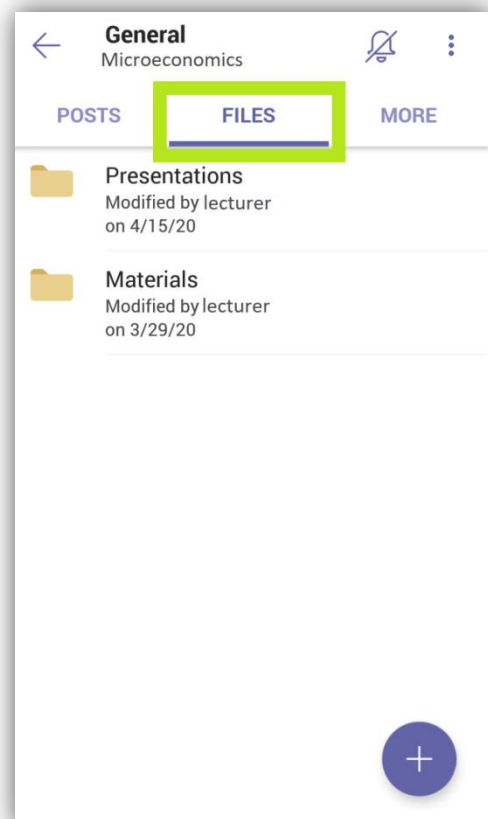 General
Microeconomics
POSTS FILES MORE
Presentations
Modified by lecturer
on 4/15/20
Materials
Modified by lecturer
on 3/29/20